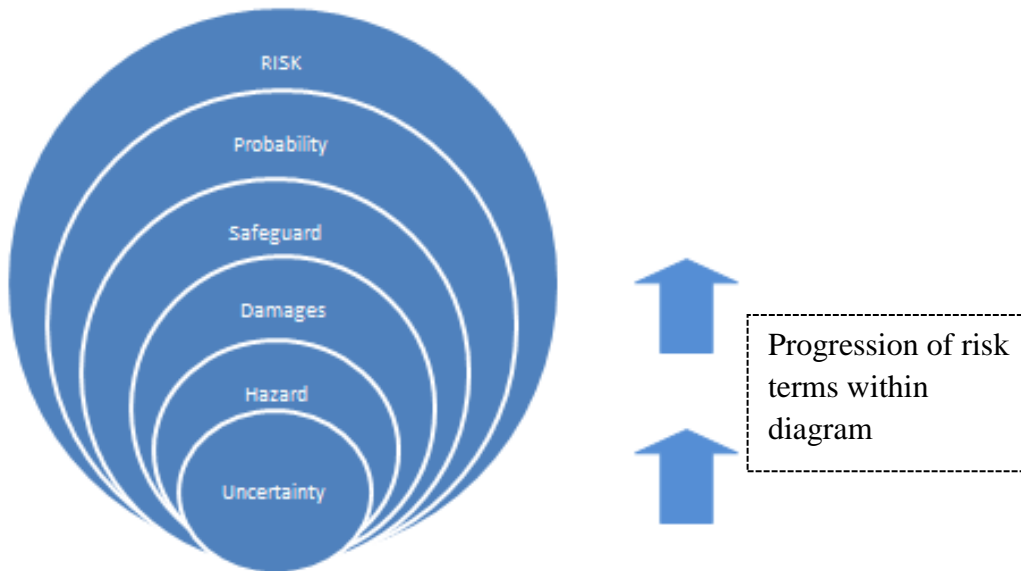 RISK
Probability
Safeguard
Damages
Hazard
Uncertainty
Progression of risk
terms within
diagram